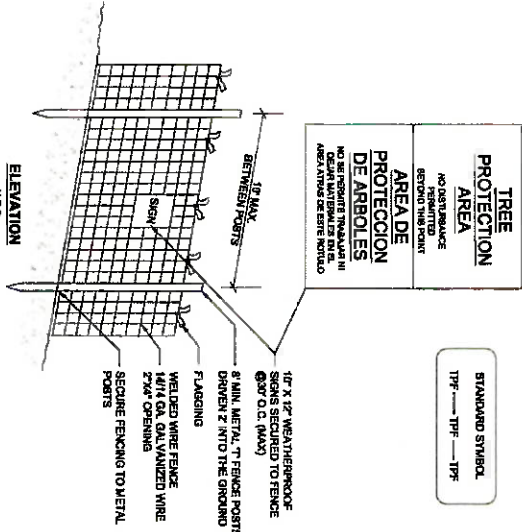 TREE
PROTECTION
AREA
NO DISTURBANCE
PERMITTED
BEYOND THIS POINT
AREA DE
PROTECCION
DE ARBOLES
NO SE PERMITE TRABAJAR NI
DEJAR MATERIALES EN EL
AREA ATRAS DE ESTE ROTULO
STANDARD SYMBOL
TPF TPF TPF
10' MAX
BETWEEN POSTS
SIGN
10" X 12" WEATHERPROOF
SIGNS SECURED TO FENCE
@30' O.C. (MAX)
8' MIN. METAL 'T' FENCE POSTS
DRIVEN 2' INTO THE GROUND
FLAGGING
WELDED WIRE FENCE
14/14 GA. GALVANIZED WIRE
2"X4" OPENING
SECURE FENCING TO METAL
POSTS
ELEVATION